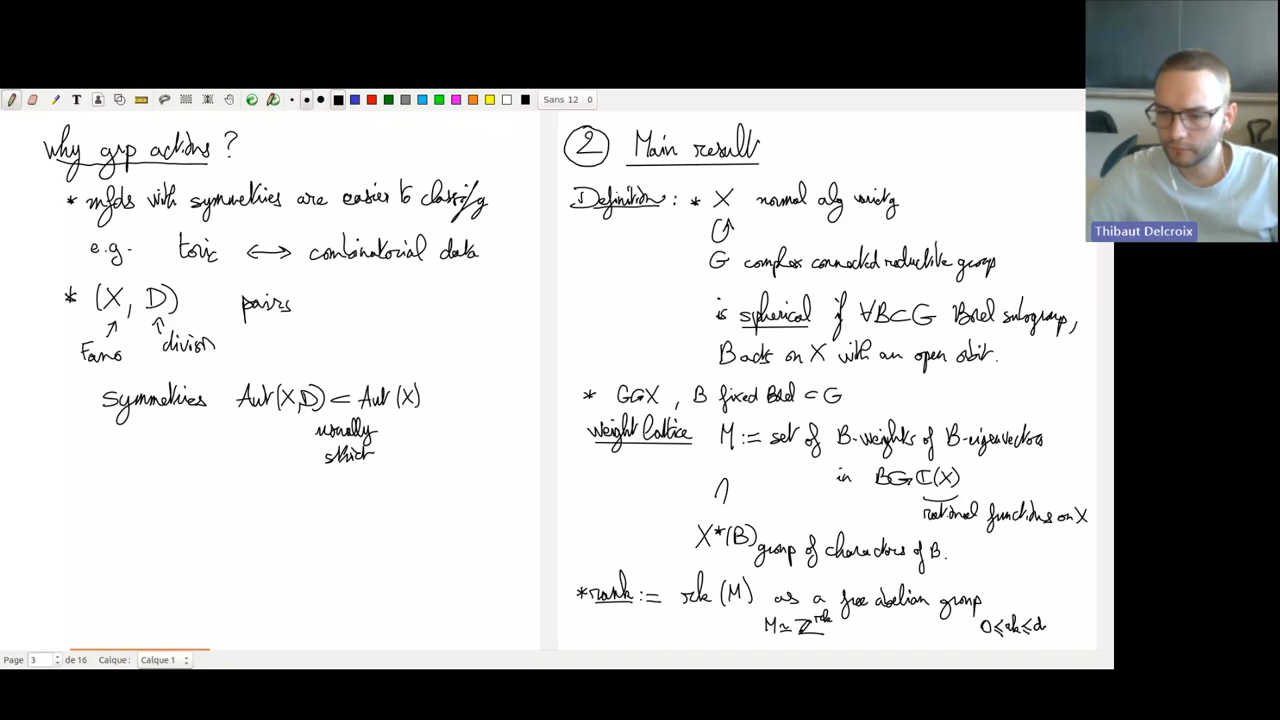 Sans 12 0
why grp actions ?
* mfds with symmetries are easier to classify
e.g. toric ⟷ combinatorial data
* (X, D) pairs
↑ ↑
Fano divisor
symmetries Aut(X,D) ⊂ Aut(X)
usually
strict
② Main result
Definition : * X normal alg variety
G complex connected reductive group
is spherical if ∀B⊂G Borel subgroup,
B acts on X with an open orbit.
* G↻X , B fixed Borel ⊂ G
weight lattice M := set of B-weights of B-eigenvectors
in B↻ℂ(X)
rational functions on X
∩
X*(B) group of characters of B.
* rank := rk (M) as a free abelian group
M ≃ ℤ^rk 0≤rk≤d
Thibaut Delcroix
Page 3 de 16 Calque : Calque 1